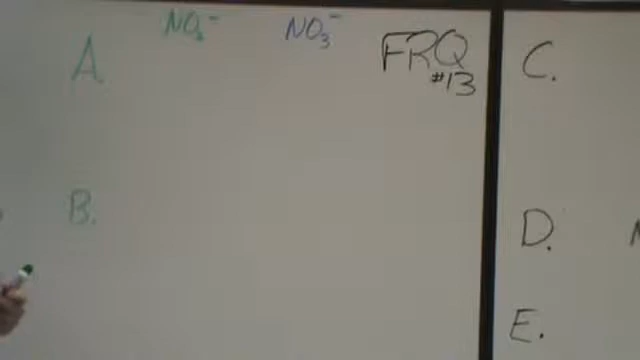 A. NO₂⁻ NO₃⁻ FRQ
#13
B.
C.
D.
E.